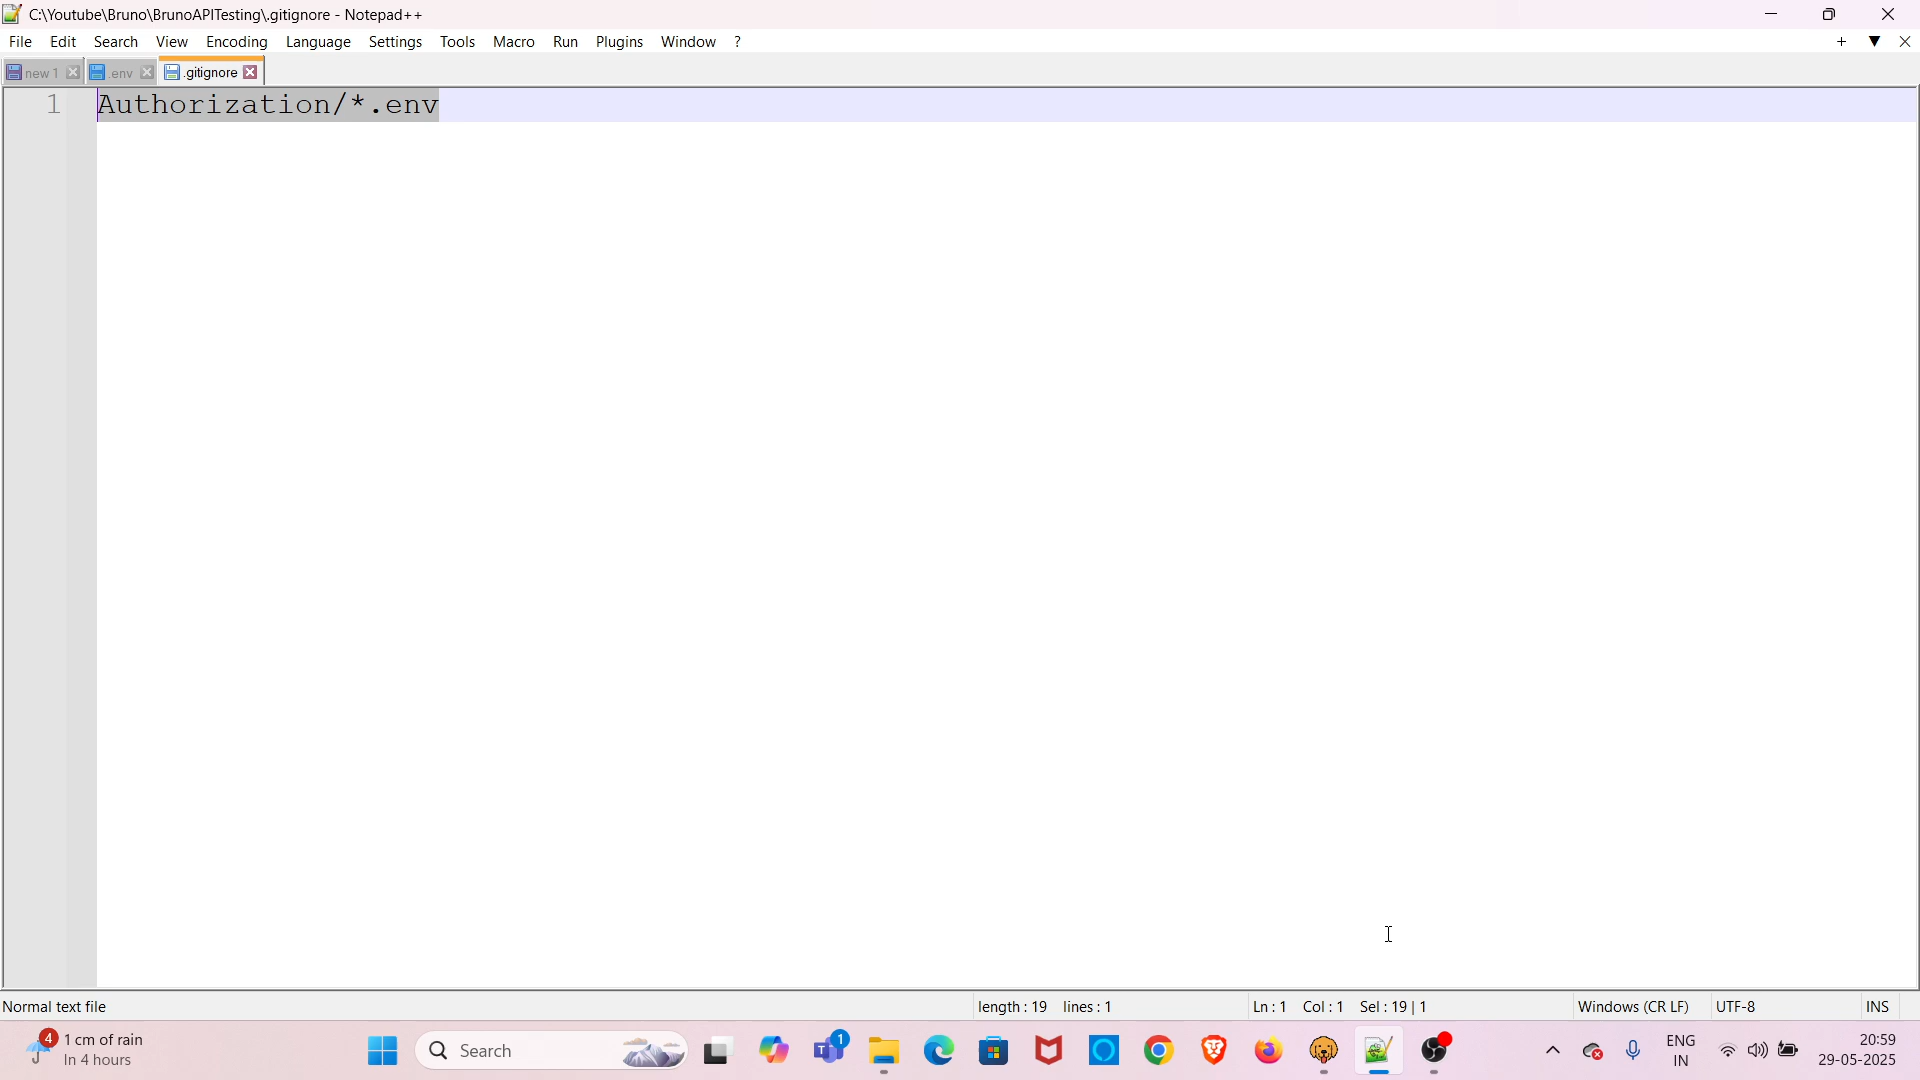 C:\Youtube\Bruno\BrunoAPITesting\.gitignore - Notepad++
File Edit Search View Encoding Language Settings Tools Macro Run Plugins Window ?
new 1 .env .gitignore
1 Authorization/*.env
Normal text file length : 19 lines : 1 Ln : 1 Col : 1 Sel : 19 | 1 Windows (CR LF) UTF-8 INS
4 1 cm of rain
In 4 hours
Search
1
ENG
IN
20:59
29-05-2025